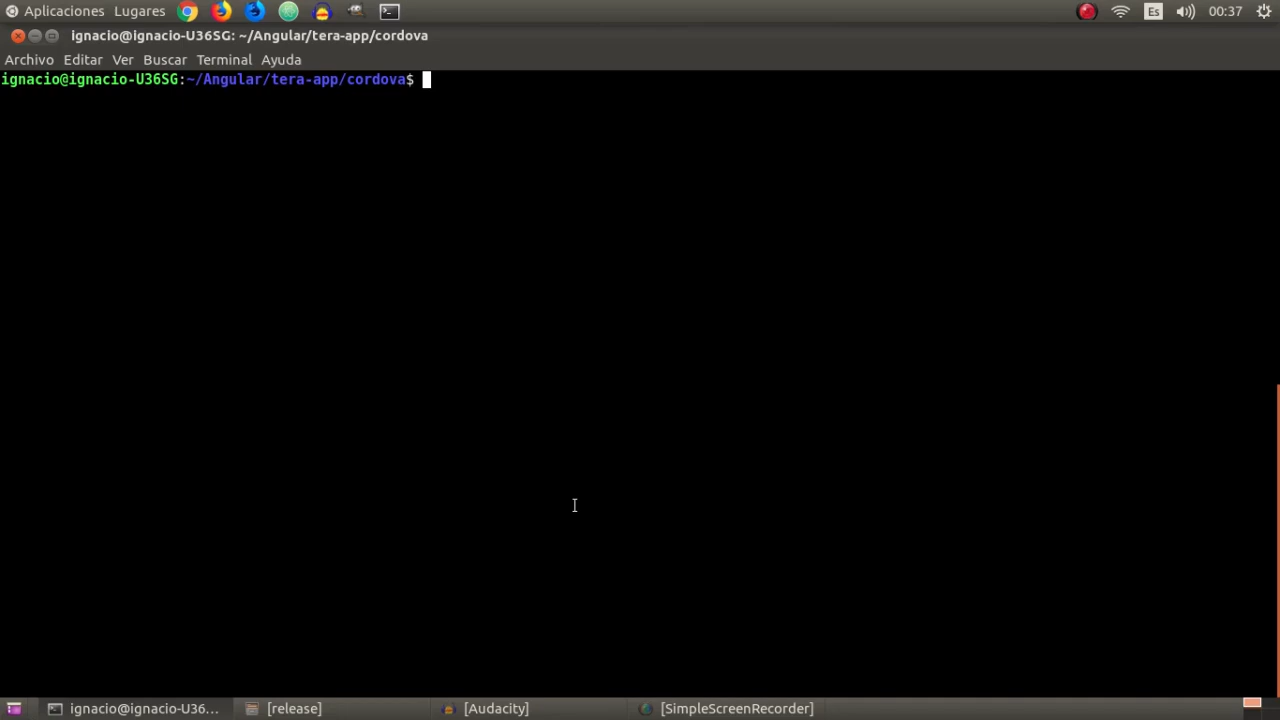 Aplicaciones Lugares Es 00:37
ignacio@ignacio-U36SG: ~/Angular/tera-app/cordova
Archivo Editar Ver Buscar Terminal Ayuda
ignacio@ignacio-U36SG:~/Angular/tera-app/cordova$
ignacio@ignacio-U36... [release] [Audacity] [SimpleScreenRecorder]